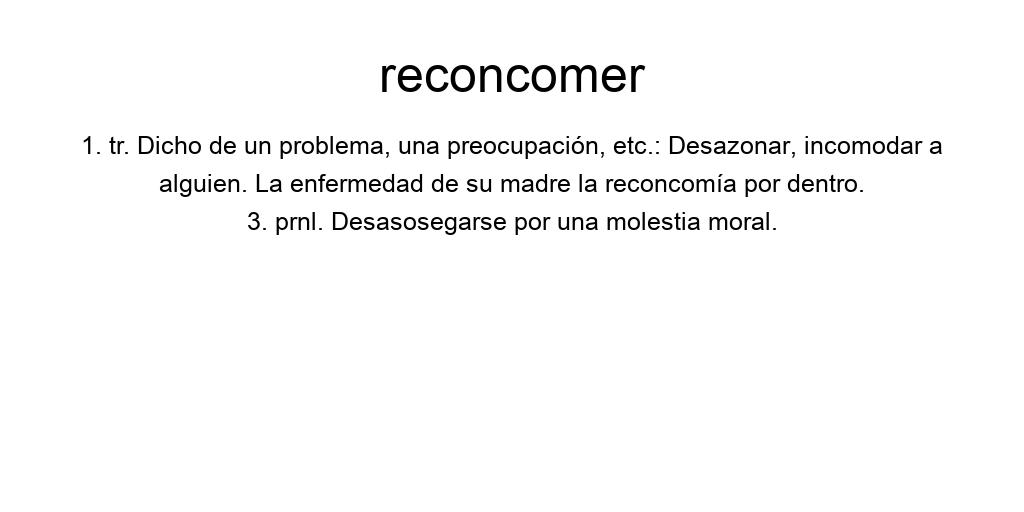 reconcomer
1. tr. Dicho de un problema, una preocupación, etc.: Desazonar, incomodar a
alguien. La enfermedad de su madre la reconcomía por dentro.
3. prnl. Desasosegarse por una molestia moral.